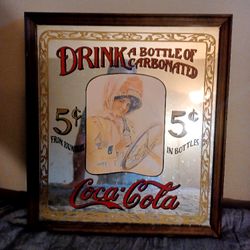 DRINK A BOTTLE OF
CARBONATED
5¢ 5¢
IN BOTTLES
Coca-Cola